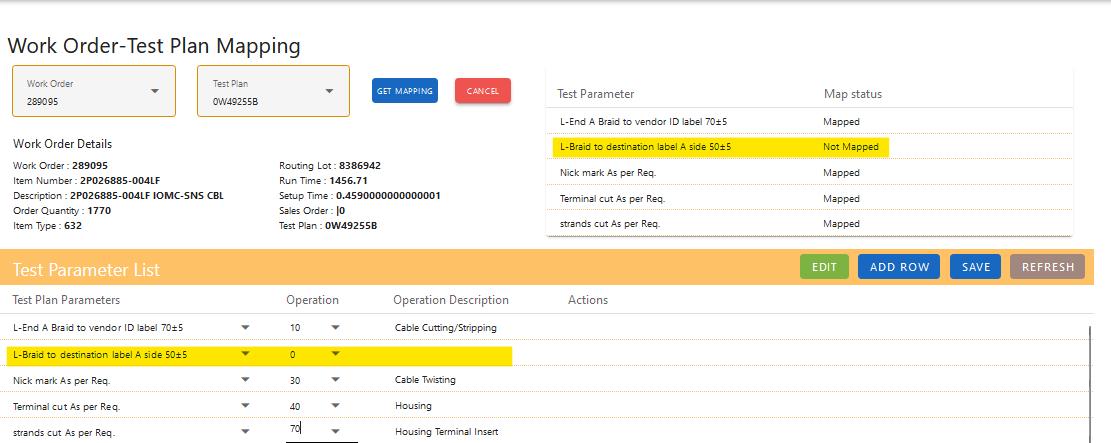 Work Order-Test Plan Mapping
Work Order
289095
Test Plan
0W49255B
GET MAPPING
CANCEL
Work Order Details
Work Order : 289095
Item Number : 2P026885-004LF
Description : 2P026885-004LF IOMC-SNS CBL
Order Quantity : 1770
Item Type : 632
Routing Lot : 8386942
Run Time : 1456.71
Setup Time : 0.4590000000000001
Sales Order : |0
Test Plan : 0W49255B
Test Parameter Map status
L-End A Braid to vendor ID label 70±5 Mapped
L-Braid to destination label A side 50±5 Not Mapped
Nick mark As per Req. Mapped
Terminal cut As per Req. Mapped
strands cut As per Req. Mapped
Test Parameter List
EDIT ADD ROW SAVE REFRESH
Test Plan Parameters Operation Operation Description Actions
L-End A Braid to vendor ID label 70±5 10 Cable Cutting/Stripping
L-Braid to destination label A side 50±5 0
Nick mark As per Req. 30 Cable Twisting
Terminal cut As per Req. 40 Housing
strands cut As per Req. 70 Housing Terminal Insert